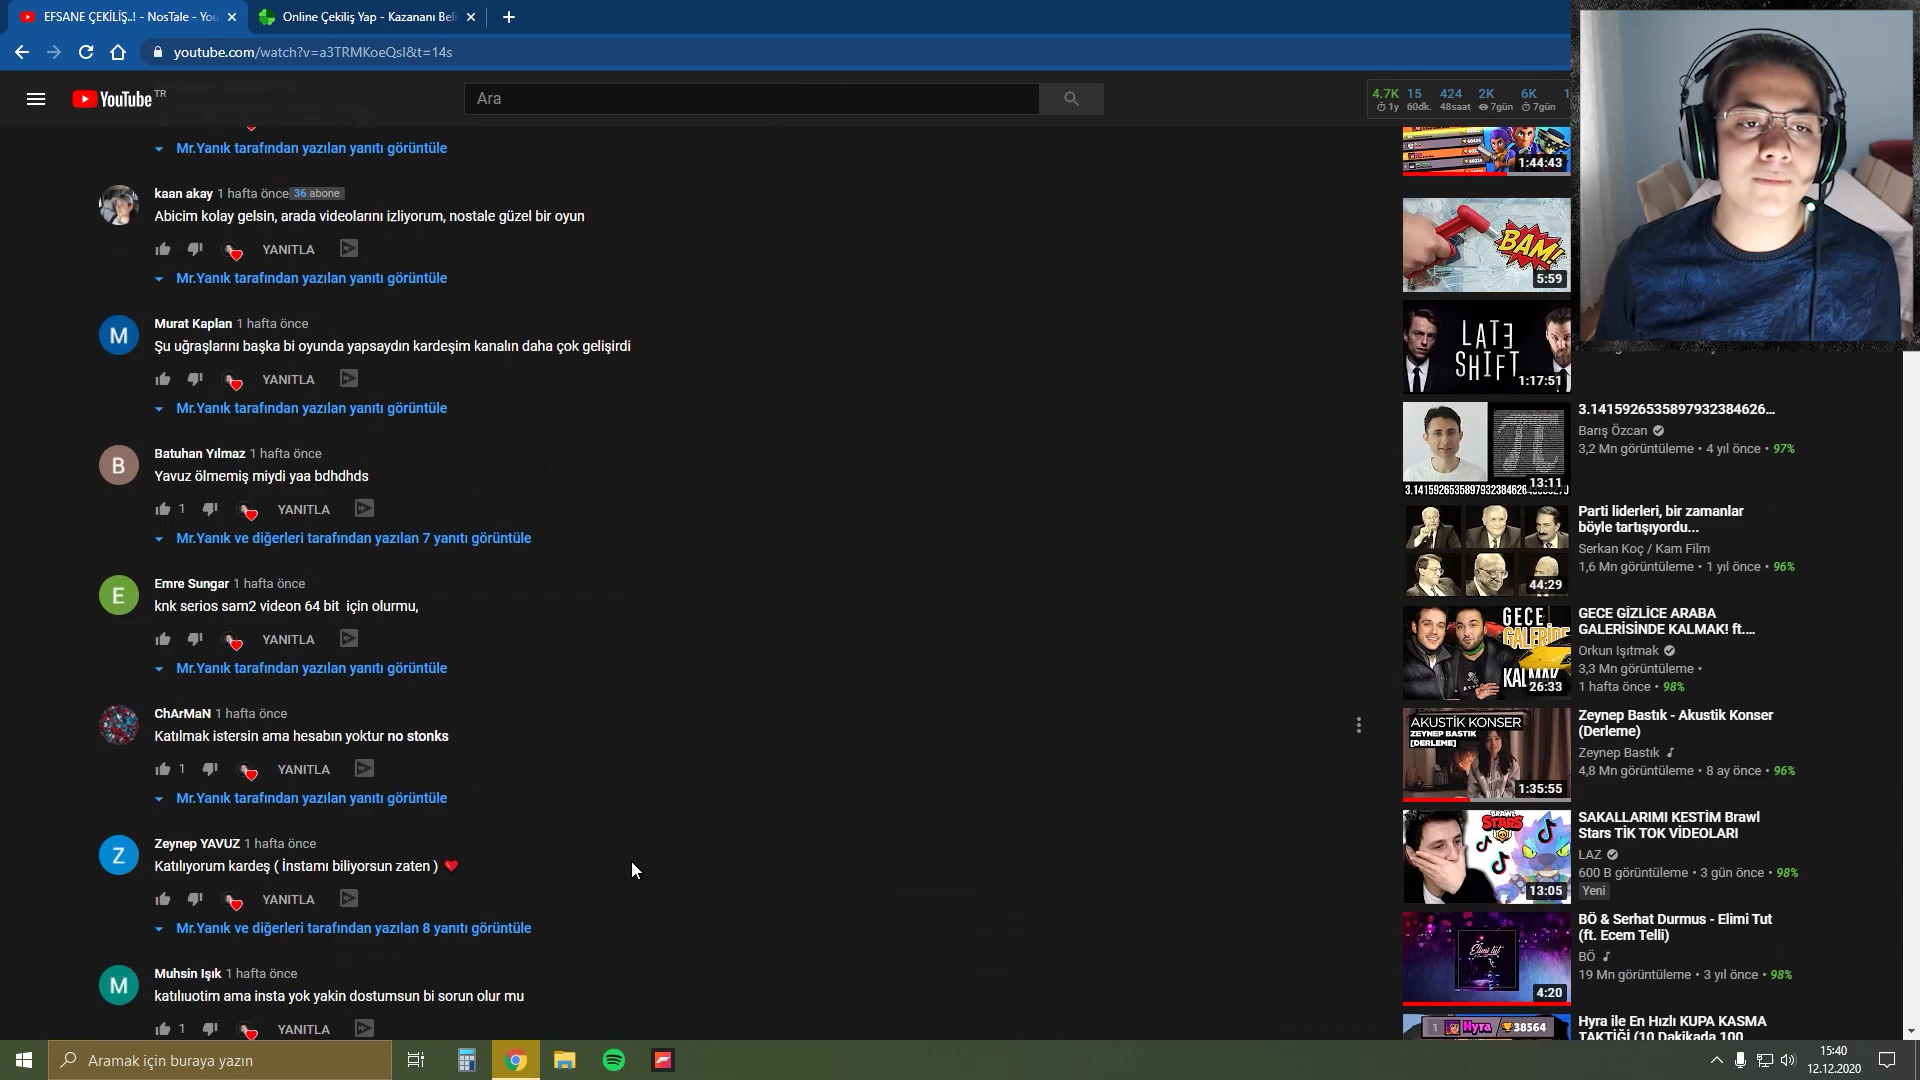 EFSANE ÇEKİLİŞ..! - NosTale - You
Online Çekiliş Yap - Kazananı Beli
youtube.com/watch?v=a3TRMKoeQsI&t=14s
YouTube TR
Ara
4.7K 15 424 2K 6K 1
1y 60dk. 48saat 7gün 7gün
Mr.Yanık tarafından yazılan yanıtı görüntüle
kaan akay 1 hafta önce 36 abone
Abicim kolay gelsin, arada videolarını izliyorum, nostale güzel bir oyun
YANITLA
Mr.Yanık tarafından yazılan yanıtı görüntüle
M
Murat Kaplan 1 hafta önce
Şu uğraşlarını başka bi oyunda yapsaydın kardeşim kanalın daha çok gelişirdi
YANITLA
Mr.Yanık tarafından yazılan yanıtı görüntüle
B
Batuhan Yılmaz 1 hafta önce
Yavuz ölmemiş miydi yaa bdhdhds
1 YANITLA
Mr.Yanık ve diğerleri tarafından yazılan 7 yanıtı görüntüle
E
Emre Sungar 1 hafta önce
knk serios sam2 videon 64 bit için olurmu,
YANITLA
Mr.Yanık tarafından yazılan yanıtı görüntüle
ChArMaN 1 hafta önce
Katılmak istersin ama hesabın yoktur no stonks
1 YANITLA
Mr.Yanık tarafından yazılan yanıtı görüntüle
Z
Zeynep YAVUZ 1 hafta önce
Katılıyorum kardeş ( İnstamı biliyorsun zaten )
YANITLA
Mr.Yanık ve diğerleri tarafından yazılan 8 yanıtı görüntüle
M
Muhsin Işık 1 hafta önce
katılıuotim ama insta yok yakin dostumsun bi sorun olur mu
1 YANITLA
1:44:43
BAM!
5:59
LATE
SHIFT
1:17:51
13:11
3.1415926535897932384626...
Barış Özcan
3,2 Mn görüntüleme • 4 yıl önce • 97%
44:29
Parti liderleri, bir zamanlar
böyle tartışıyordu...
Serkan Koç / Kam Film
1,6 Mn görüntüleme • 1 yıl önce • 96%
GECE
GALERİDE
KALMAK
26:33
GECE GİZLİCE ARABA
GALERİSİNDE KALMAK! ft....
Orkun Işıtmak
3,3 Mn görüntüleme •
1 hafta önce • 98%
AKUSTİK KONSER
ZEYNEP BASTIK
[DERLEME]
1:35:55
Zeynep Bastık - Akustik Konser
(Derleme)
Zeynep Bastık
4,8 Mn görüntüleme • 8 ay önce • 96%
BRAWL
STARS
13:05
SAKALLARIMI KESTİM Brawl
Stars TİK TOK VİDEOLARI
LAZ
600 B görüntüleme • 3 gün önce • 98%
Yeni
Elimi tut
4:20
BÖ & Serhat Durmus - Elimi Tut
(ft. Ecem Telli)
BÖ
19 Mn görüntüleme • 3 yıl önce • 98%
1 Hyra 38564
Hyra ile En Hızlı KUPA KASMA
TAKTİĞİ (10 Dakikada 100
Aramak için buraya yazın
15:40
12.12.2020